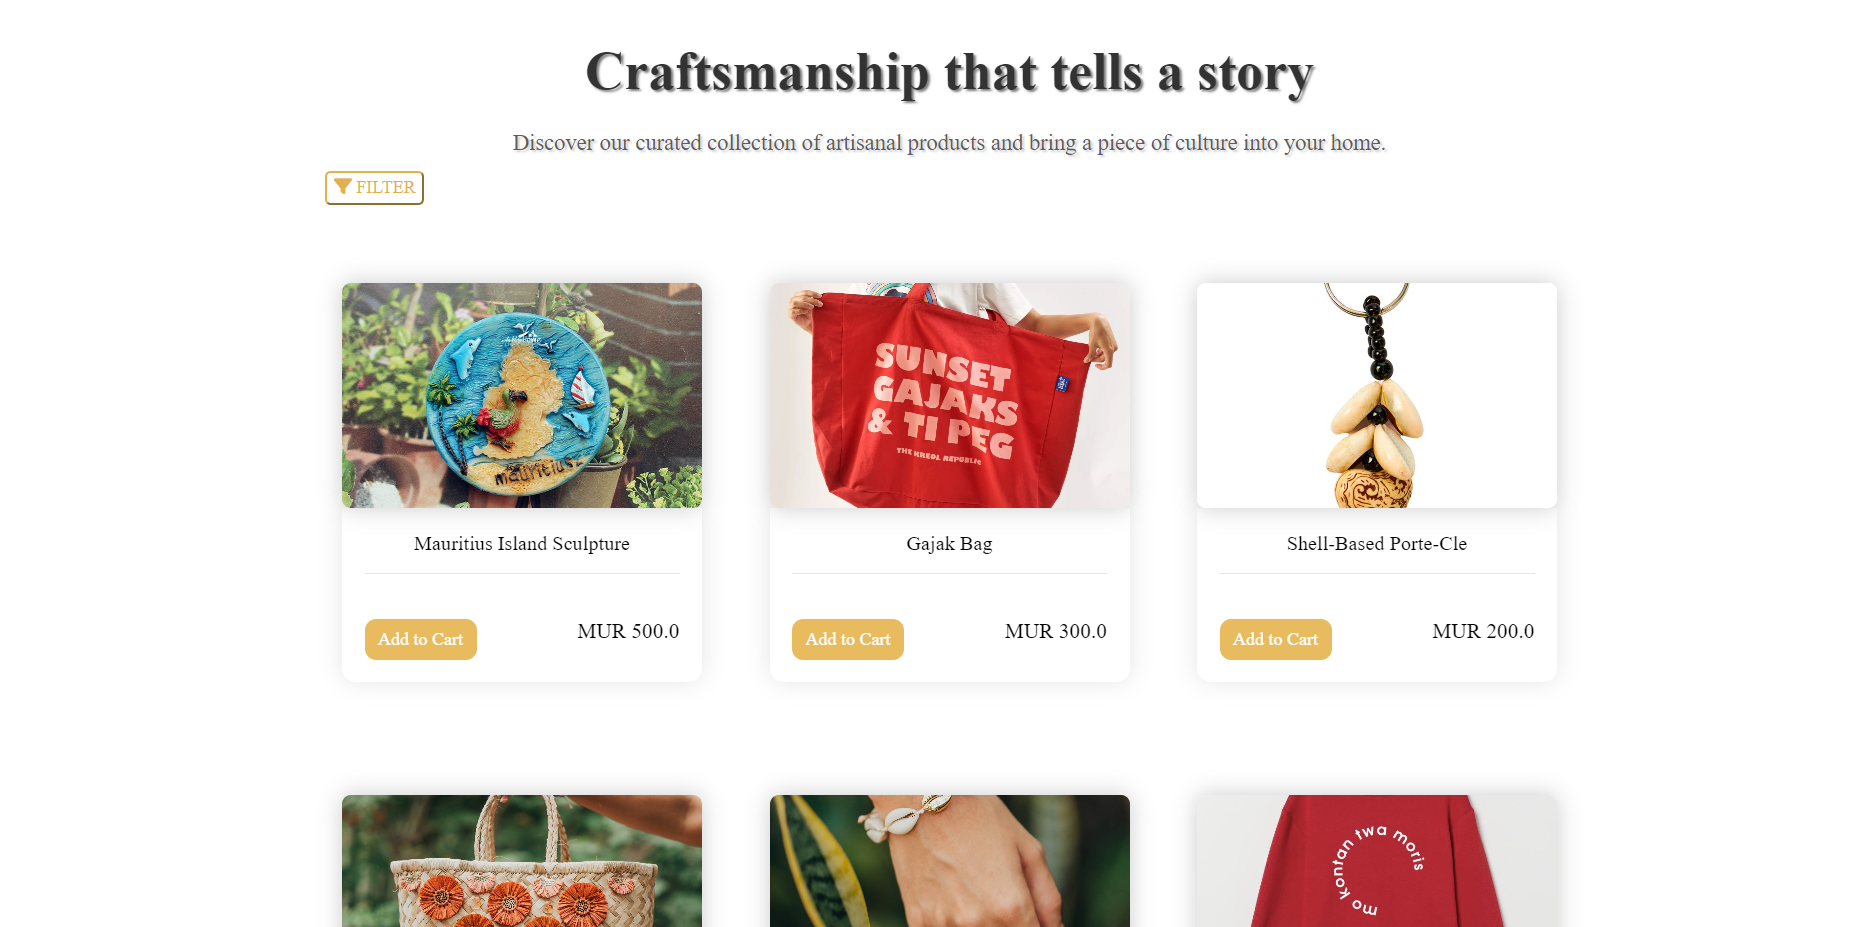 Craftsmanship that tells a story
Discover our curated collection of artisanal products and bring a piece of culture into your home.
FILTER
mauritius
SUNSET
GAJAKS
& TI PEG
THE KREOL REPUBLIC
Mauritius Island Sculpture
Gajak Bag
Shell-Based Porte-Cle
Add to Cart
MUR 500.0
Add to Cart
MUR 300.0
Add to Cart
MUR 200.0
mo kontan twa moris